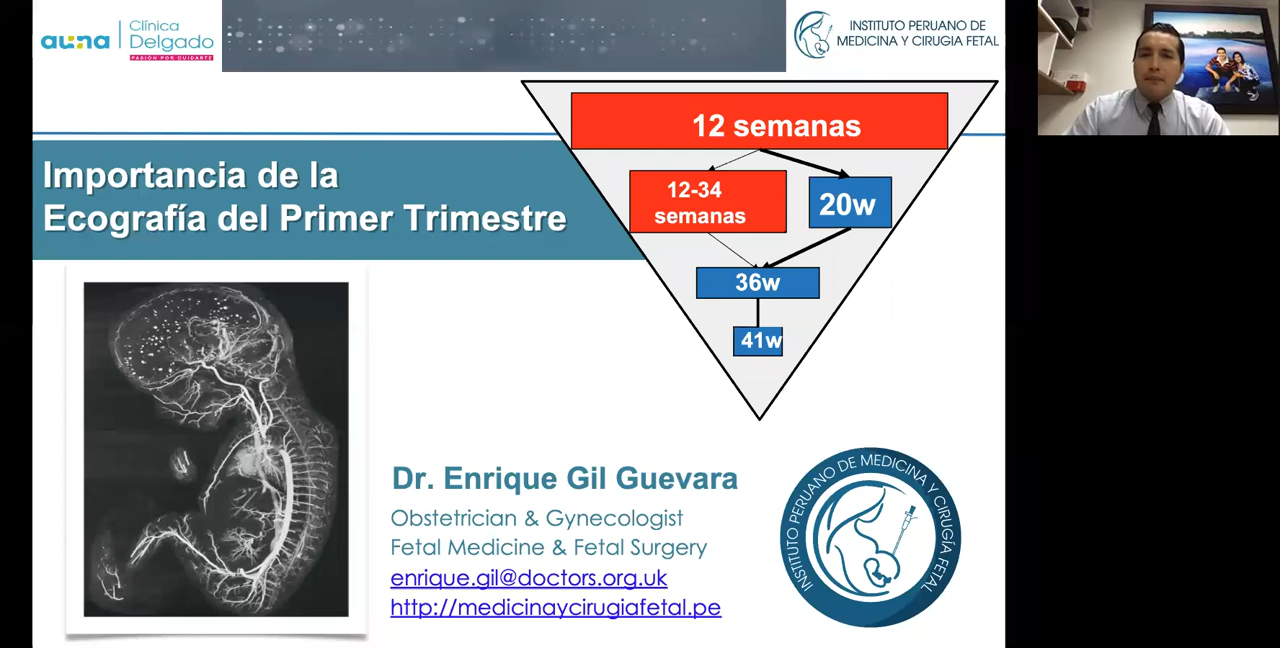 auna
Clínica
Delgado
PASIÓN POR CUIDARTE
INSTITUTO PERUANO DE
MEDICINA Y CIRUGIA FETAL
12 semanas
Importancia de la
Ecografía del Primer Trimestre
12-34
semanas
20w
36w
41w
Dr. Enrique Gil Guevara
Obstetrician & Gynecologist
Fetal Medicine & Fetal Surgery
enrique.gil@doctors.org.uk
http://medicinaycirugiafetal.pe
INSTITUTO PERUANO DE MEDICINA Y CIRUGÍA FETAL